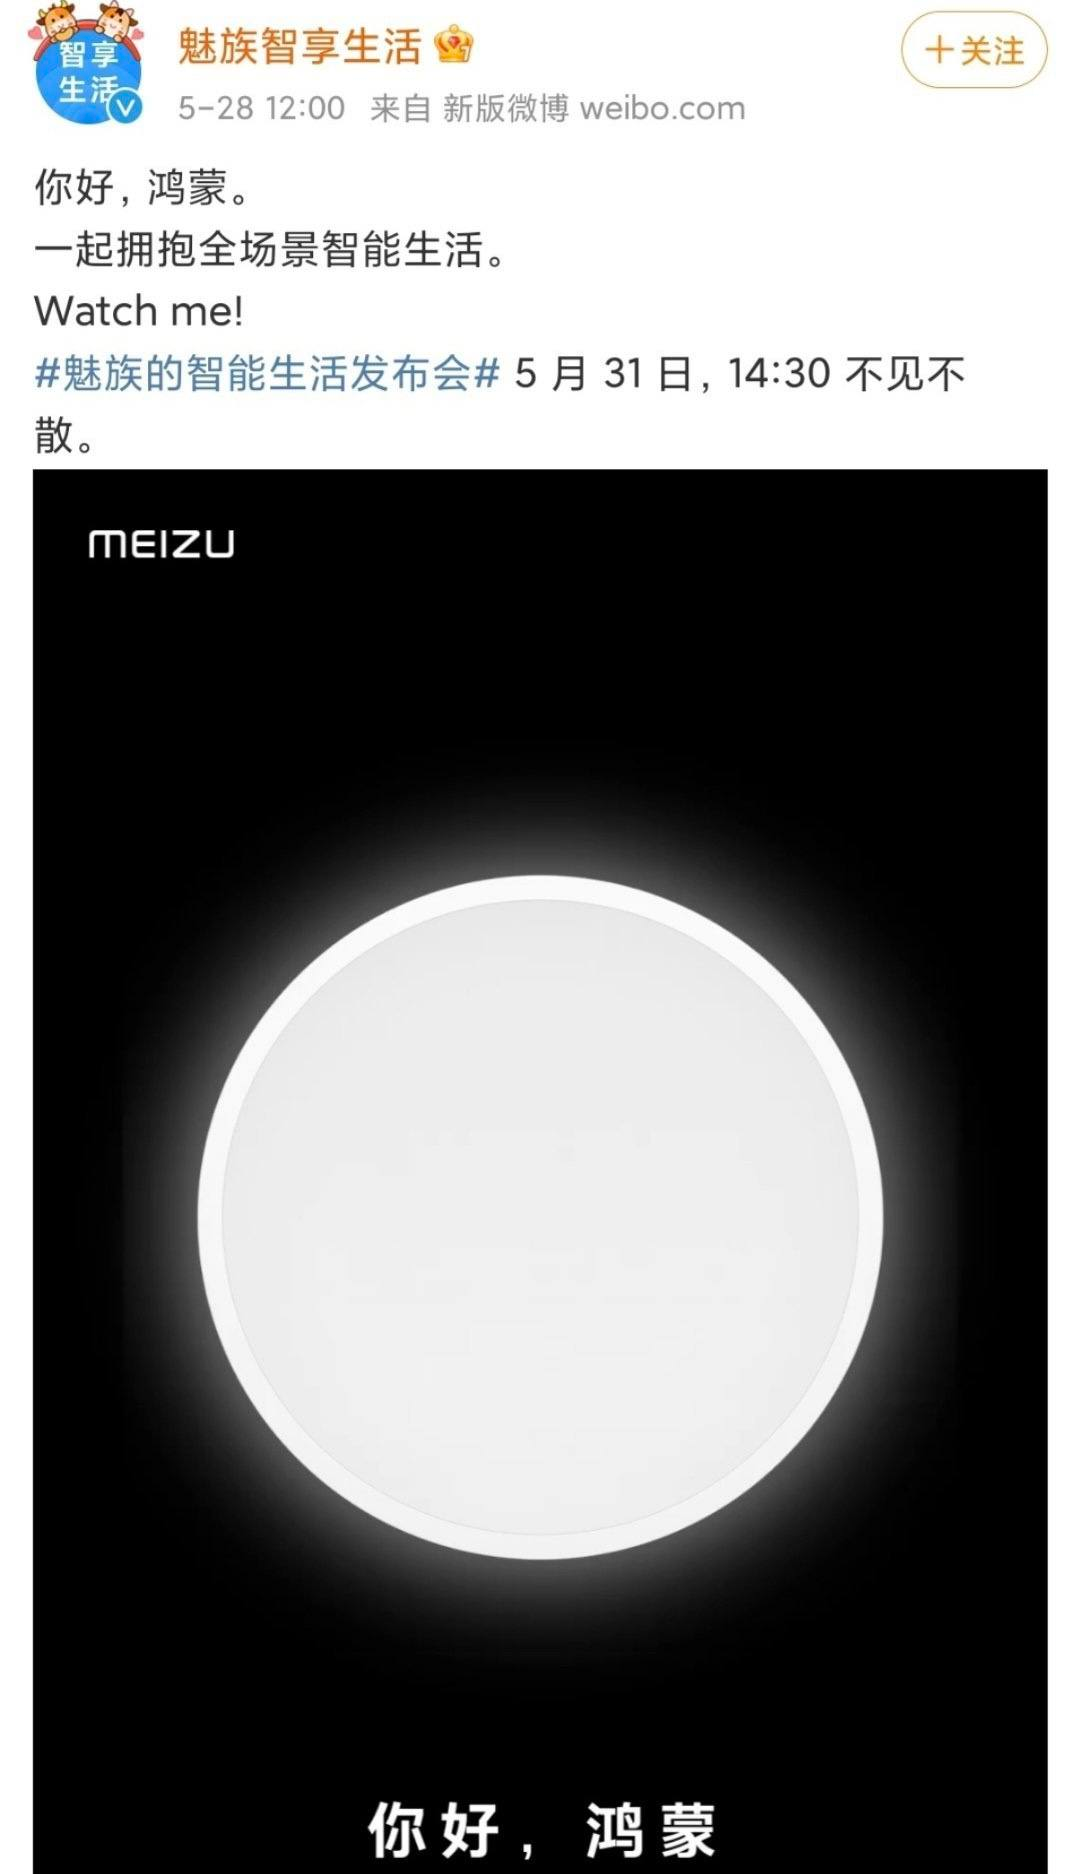 智享
生活
魅族智享生活
+关注
5-28 12:00 来自 新版微博 weibo.com
你好，鸿蒙。
一起拥抱全场景智能生活。
Watch me!
#魅族的智能生活发布会# 5 月 31 日，14:30 不见不
散。
MEIZU
你好，鸿蒙